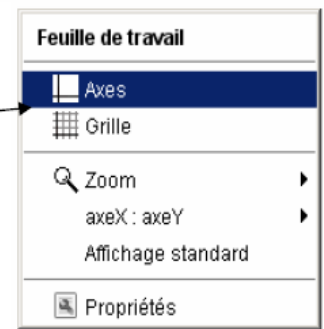 Feuille de travail
Axes
Grille
Zoom
axeX : axeY
Affichage standard
Propriétés